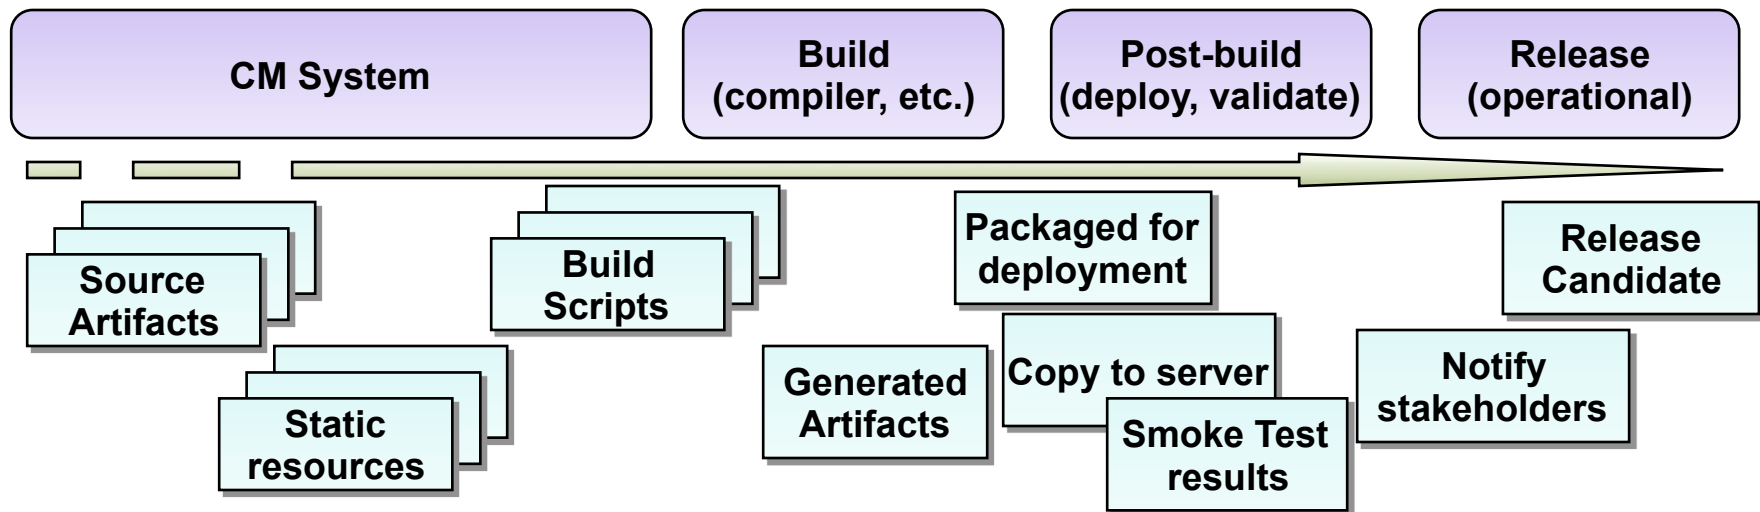 CM System
Build
(compiler, etc.)
Post-build
(deploy, validate)
Release
(operational)
Source
Artifacts
Static
resources
Build
Scripts
Generated
Artifacts
Packaged for
deployment
Copy to server
Smoke Test
results
Notify
stakeholders
Release
Candidate